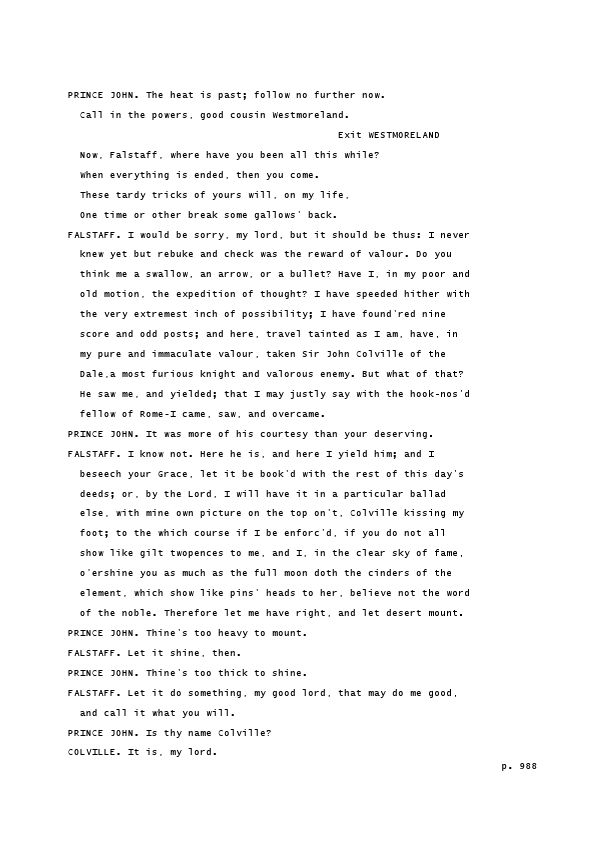 PRINCE JOHN. The heat is past; follow no further now.
Call in the powers, good cousin Westmoreland.
Exit WESTMORELAND
Now, Falstaff, where have you been all this while?
When everything is ended, then you come.
These tardy tricks of yours will, on my life,
One time or other break some gallows' back.
FALSTAFF. I would be sorry, my lord, but it should be thus: I never
knew yet but rebuke and check was the reward of valour. Do you
think me a swallow, an arrow, or a bullet? Have I, in my poor and
old motion, the expedition of thought? I have speeded hither with
the very extremest inch of possibility; I have found'red nine
score and odd posts; and here, travel tainted as I am, have, in
my pure and immaculate valour, taken Sir John Colville of the
Dale,a most furious knight and valorous enemy. But what of that?
He saw me, and yielded; that I may justly say with the hook-nos'd
fellow of Rome-I came, saw, and overcame.
PRINCE JOHN. It was more of his courtesy than your deserving.
FALSTAFF. I know not. Here he is, and here I yield him; and I
beseech your Grace, let it be book'd with the rest of this day's
deeds; or, by the Lord, I will have it in a particular ballad
else, with mine own picture on the top on't, Colville kissing my
foot; to the which course if I be enforc'd, if you do not all
show like gilt twopences to me, and I, in the clear sky of fame,
o'ershine you as much as the full moon doth the cinders of the
element, which show like pins' heads to her, believe not the word
of the noble. Therefore let me have right, and let desert mount.
PRINCE JOHN. Thine's too heavy to mount.
FALSTAFF. Let it shine, then.
PRINCE JOHN. Thine's too thick to shine.
FALSTAFF. Let it do something, my good lord, that may do me good,
and call it what you will.
PRINCE JOHN. Is thy name Colville?
COLVILLE. It is, my lord.
p. 988